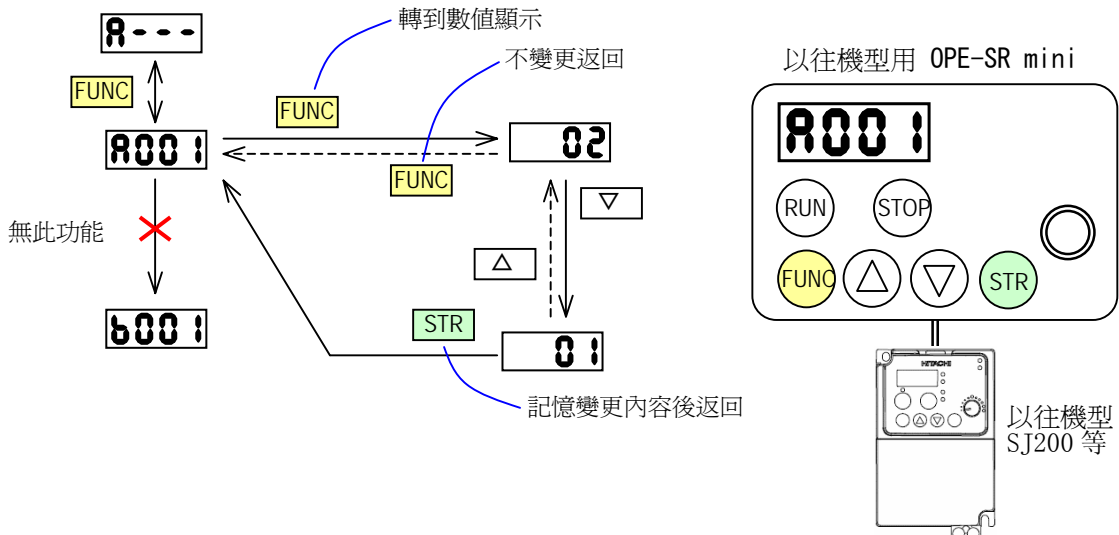 A---
轉到數值顯示
FUNC
不變更返回
FUNC
A001
02
FUNC
無此功能
▽
△
b001
STR
01
記憶變更內容後返回
以往機型用 OPE-SR mini
A001
RUN
STOP
FUNC
△
▽
STR
HITACHI
以往機型
SJ200 等